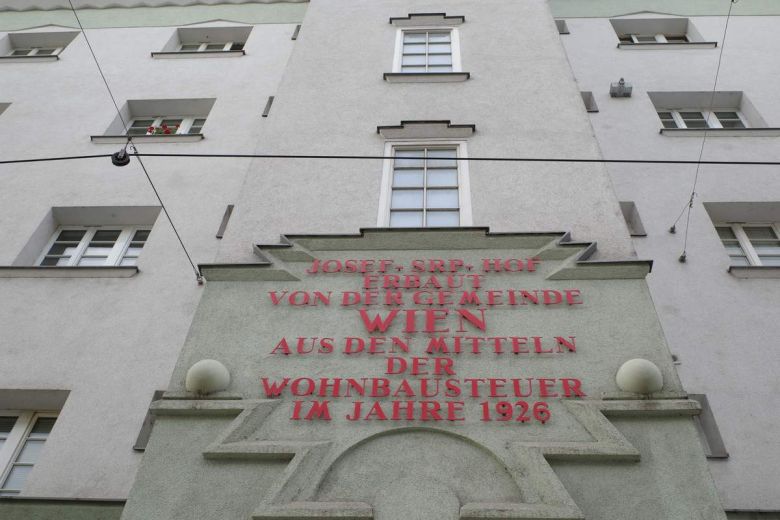 JOSEF-SRP-HOF
ERBAUT
VON DER GEMEINDE
WIEN
AUS DEN MITTELN
DER
WOHNBAUSTEUER
IM JAHRE 1926